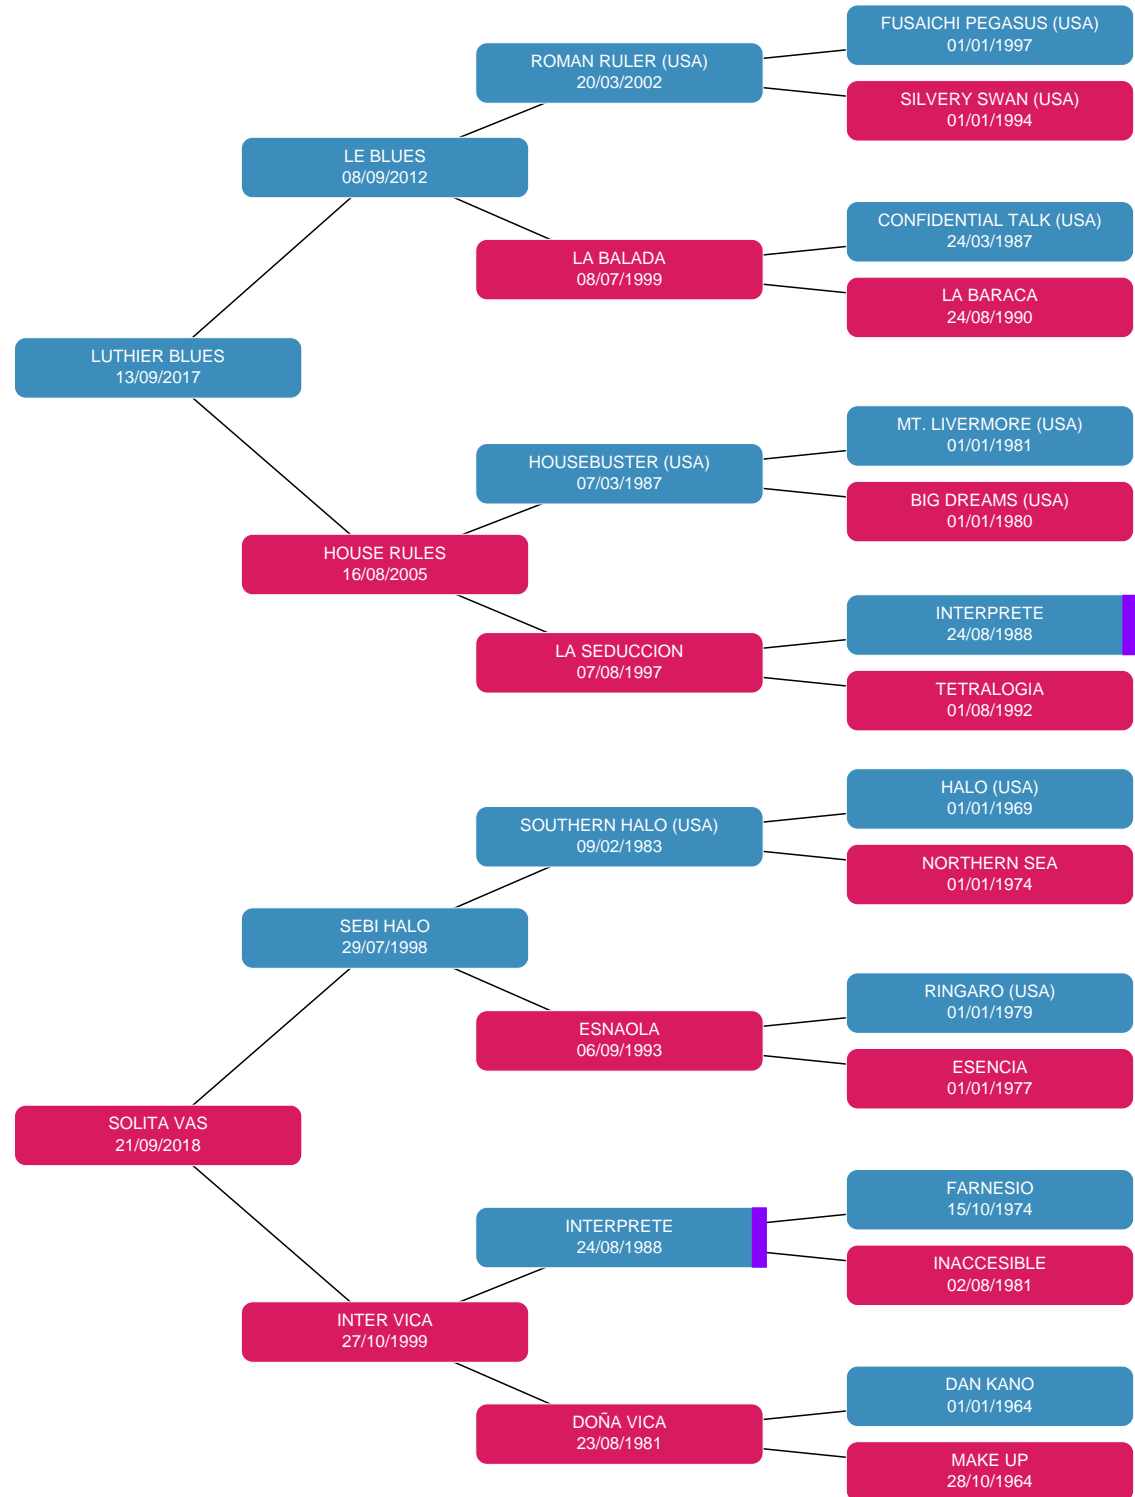 FUSAICHI PEGASUS (USA)
01/01/1997
ROMAN RULER (USA)
20/03/2002
SILVERY SWAN (USA)
01/01/1994
LE BLUES
08/09/2012
CONFIDENTIAL TALK (USA)
24/03/1987
LA BALADA
08/07/1999
LA BARACA
24/08/1990
LUTHIER BLUES
13/09/2017
MT. LIVERMORE (USA)
01/01/1981
HOUSEBUSTER (USA)
07/03/1987
BIG DREAMS (USA)
01/01/1980
HOUSE RULES
16/08/2005
INTERPRETE
24/08/1988
LA SEDUCCION
07/08/1997
TETRALOGIA
01/08/1992
HALO (USA)
01/01/1969
SOUTHERN HALO (USA)
09/02/1983
NORTHERN SEA
01/01/1974
SEBI HALO
29/07/1998
RINGARO (USA)
01/01/1979
ESNAOLA
06/09/1993
ESENCIA
01/01/1977
SOLITA VAS
21/09/2018
FARNESIO
15/10/1974
INTERPRETE
24/08/1988
INACCESIBLE
02/08/1981
INTER VICA
27/10/1999
DAN KANO
01/01/1964
DOÑA VICA
23/08/1981
MAKE UP
28/10/1964